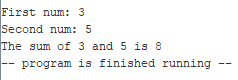 First num: 3
Second num: 5
The sum of 3 and 5 is 8
-- program is finished running --